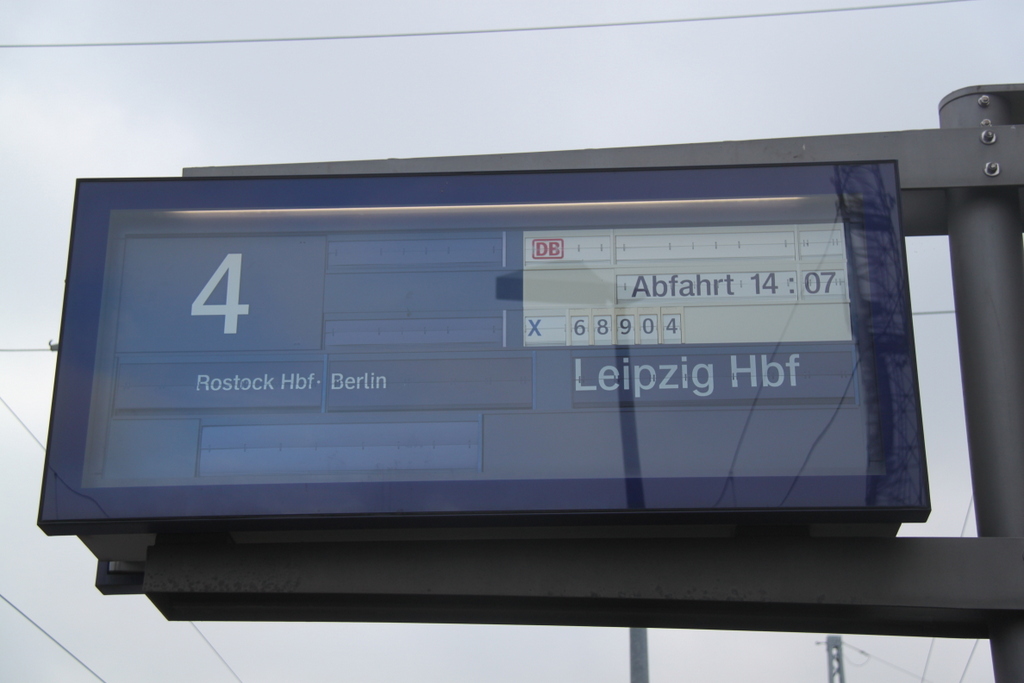 4
DB
Abfahrt 14 : 07
X 68904
Rostock Hbf· Berlin
Leipzig Hbf